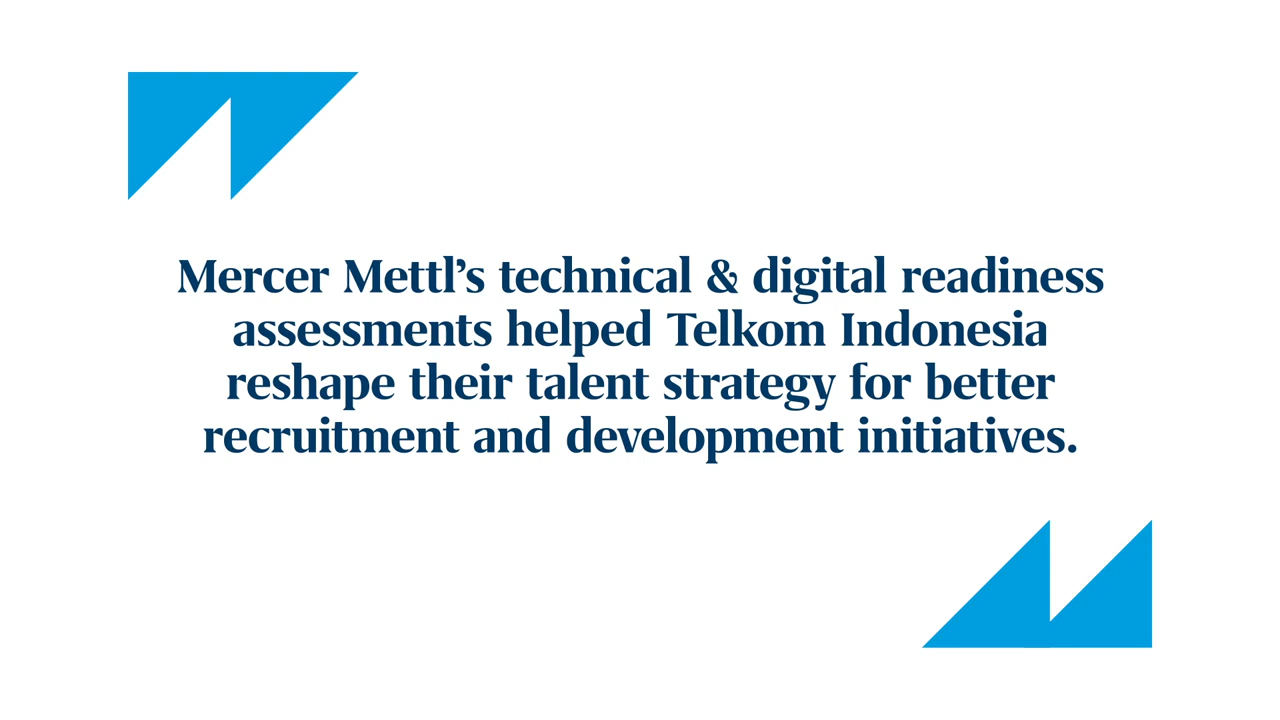 Mercer Mettl’s technical & digital readiness
assessments helped Telkom Indonesia
reshape their talent strategy for better
recruitment and development initiatives.